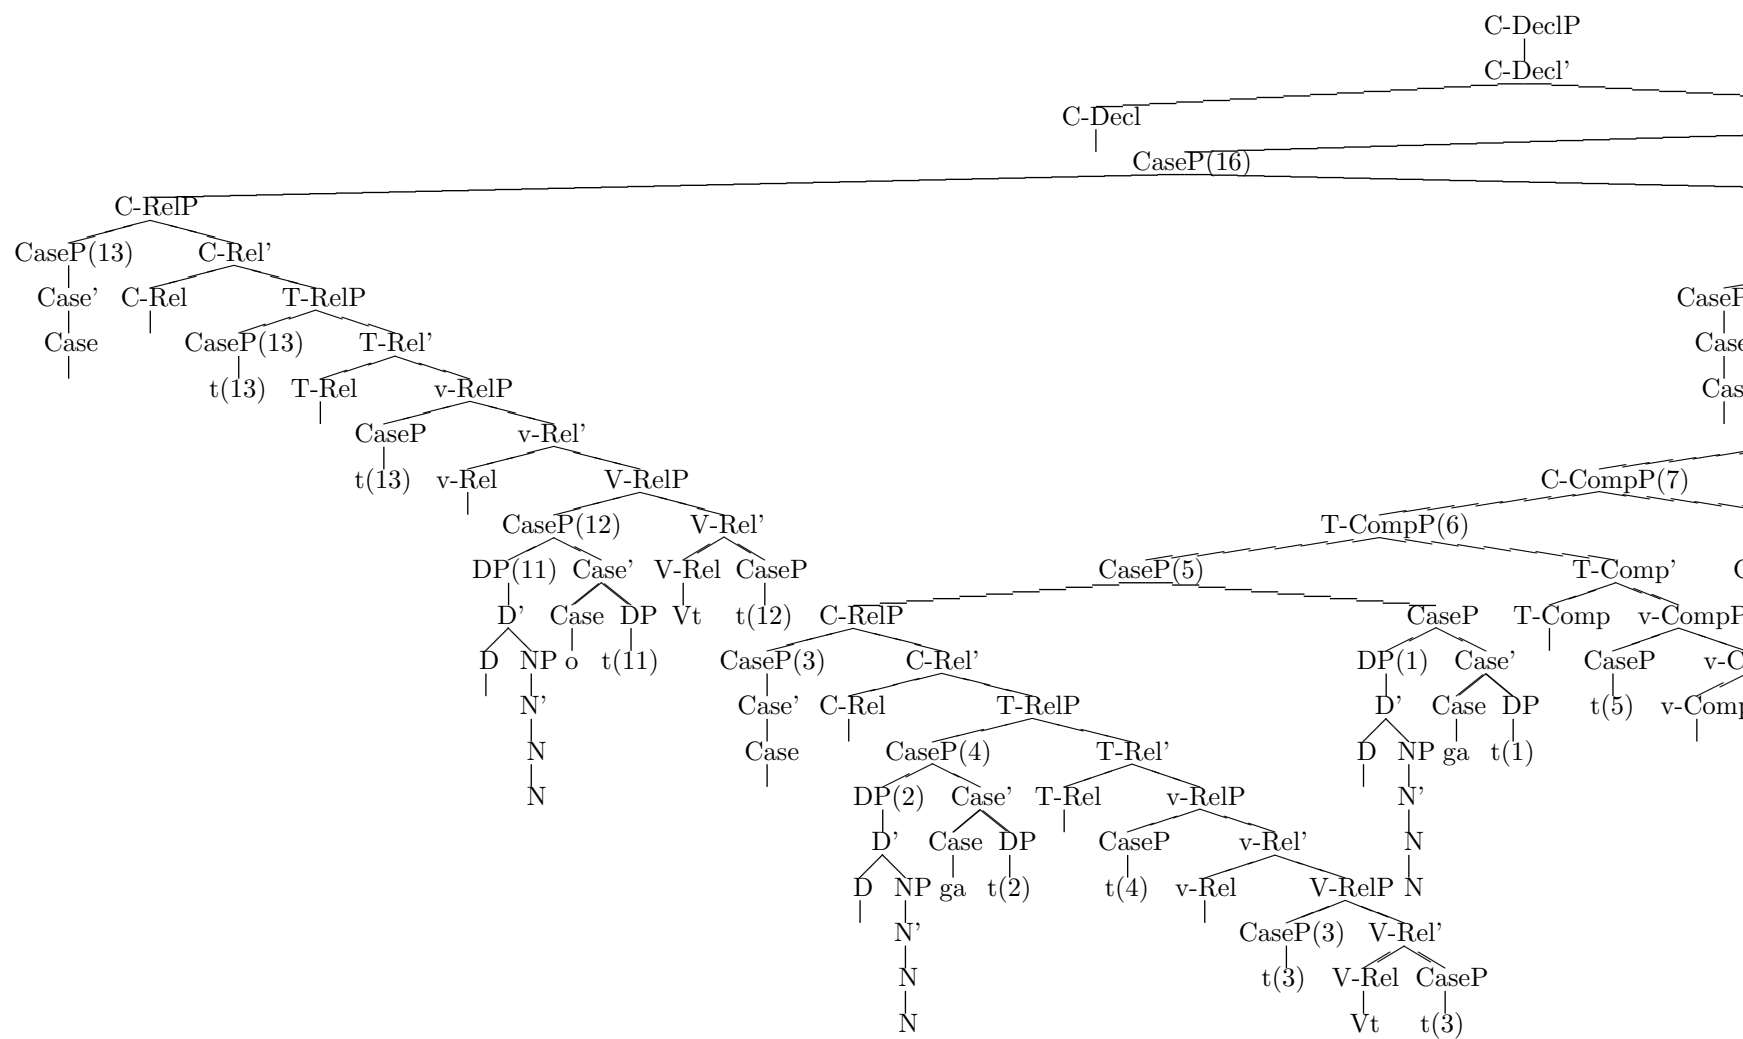 C-DeclP
C-Decl’
C-Decl
CaseP(16)
C-RelP
CaseP(13) C-Rel’
Case’ C-Rel T-RelP CaseP
Case CaseP(13) T-Rel’ Case
t(13) T-Rel v-RelP Cas
CaseP v-Rel’
t(13) v-Rel V-RelP C-CompP(7)
CaseP(12) V-Rel’ T-CompP(6)
DP(11) Case’ V-Rel CaseP CaseP(5) T-Comp’ C
D’ Case DP Vt t(12) C-RelP CaseP T-Comp v-CompP
D NP o t(11) CaseP(3) C-Rel’ DP(1) Case’ CaseP v-C
N’ Case’ C-Rel T-RelP D’ Case DP t(5) v-Comp
N Case CaseP(4) T-Rel’ D NP ga t(1)
N DP(2) Case’ T-Rel v-RelP N’
D’ Case DP CaseP v-Rel’ N
D NP ga t(2) t(4) v-Rel V-RelP N
N’ CaseP(3) V-Rel’
N t(3) V-Rel CaseP
N Vt t(3)